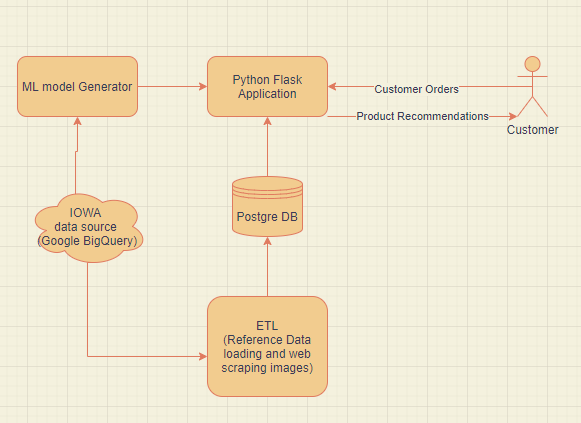 ML model Generator
Python Flask
Application
Customer Orders
Product Recommendations
Customer
IOWA
data source
(Google BigQuery)
Postgre DB
ETL
(Reference Data
loading and web
scraping images)